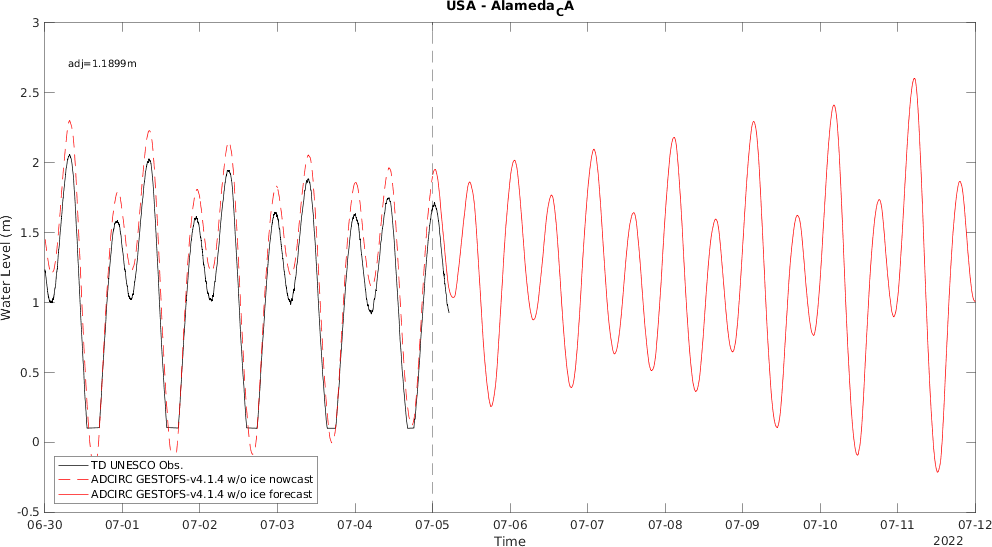 USA - AlamedaCA
adj=1.1899m
3
2.5
2
1.5
1
0.5
0
-0.5
Water Level (m)
TD UNESCO Obs.
ADCIRC GESTOFS-v4.1.4 w/o ice nowcast
ADCIRC GESTOFS-v4.1.4 w/o ice forecast
06-30 07-01 07-02 07-03 07-04 07-05 07-06 07-07 07-08 07-09 07-10 07-11 07-12
Time
2022